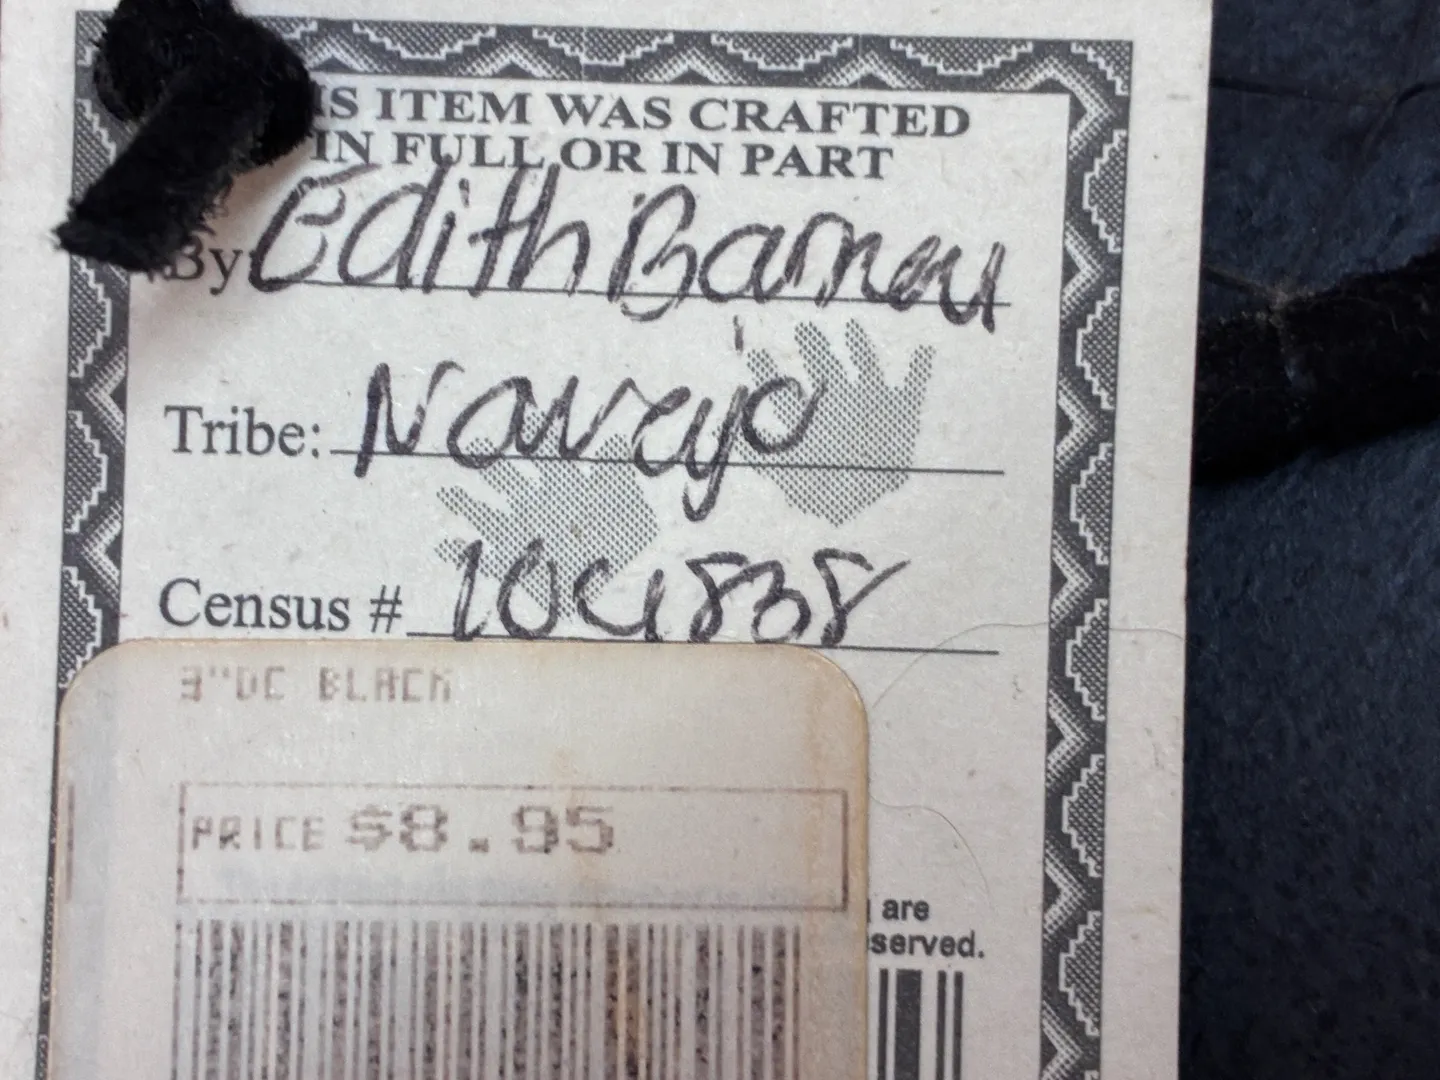 IS ITEM WAS CRAFTED
IN FULL OR IN PART
By: Edith
Tribe: Navajo
Census # 104838
3"DC BLACK
PRICE $8.95
are
served.